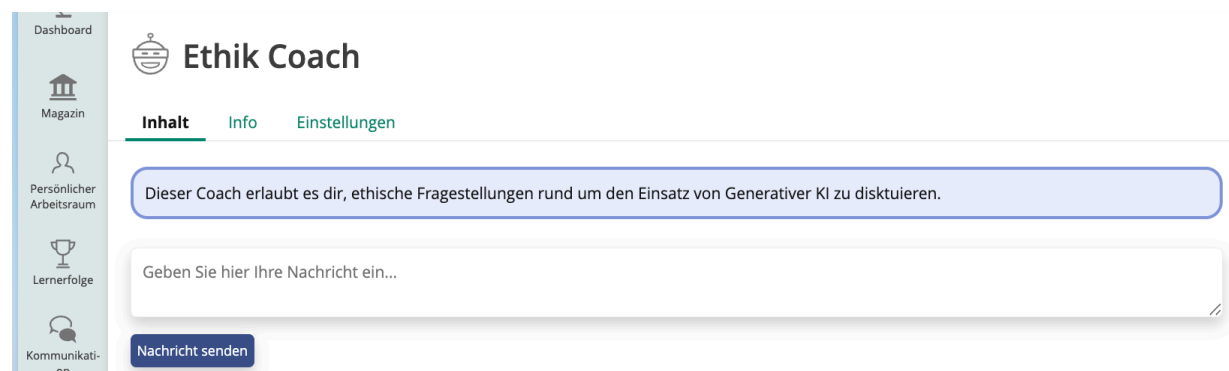 Dashboard
Magazin
Persönlicher
Arbeitsraum
Lernerfolge
Kommunikati-
on
Ethik Coach
Inhalt Info Einstellungen
Dieser Coach erlaubt es dir, ethische Fragestellungen rund um den Einsatz von Generativer KI zu disktuieren.
Geben Sie hier Ihre Nachricht ein...
Nachricht senden